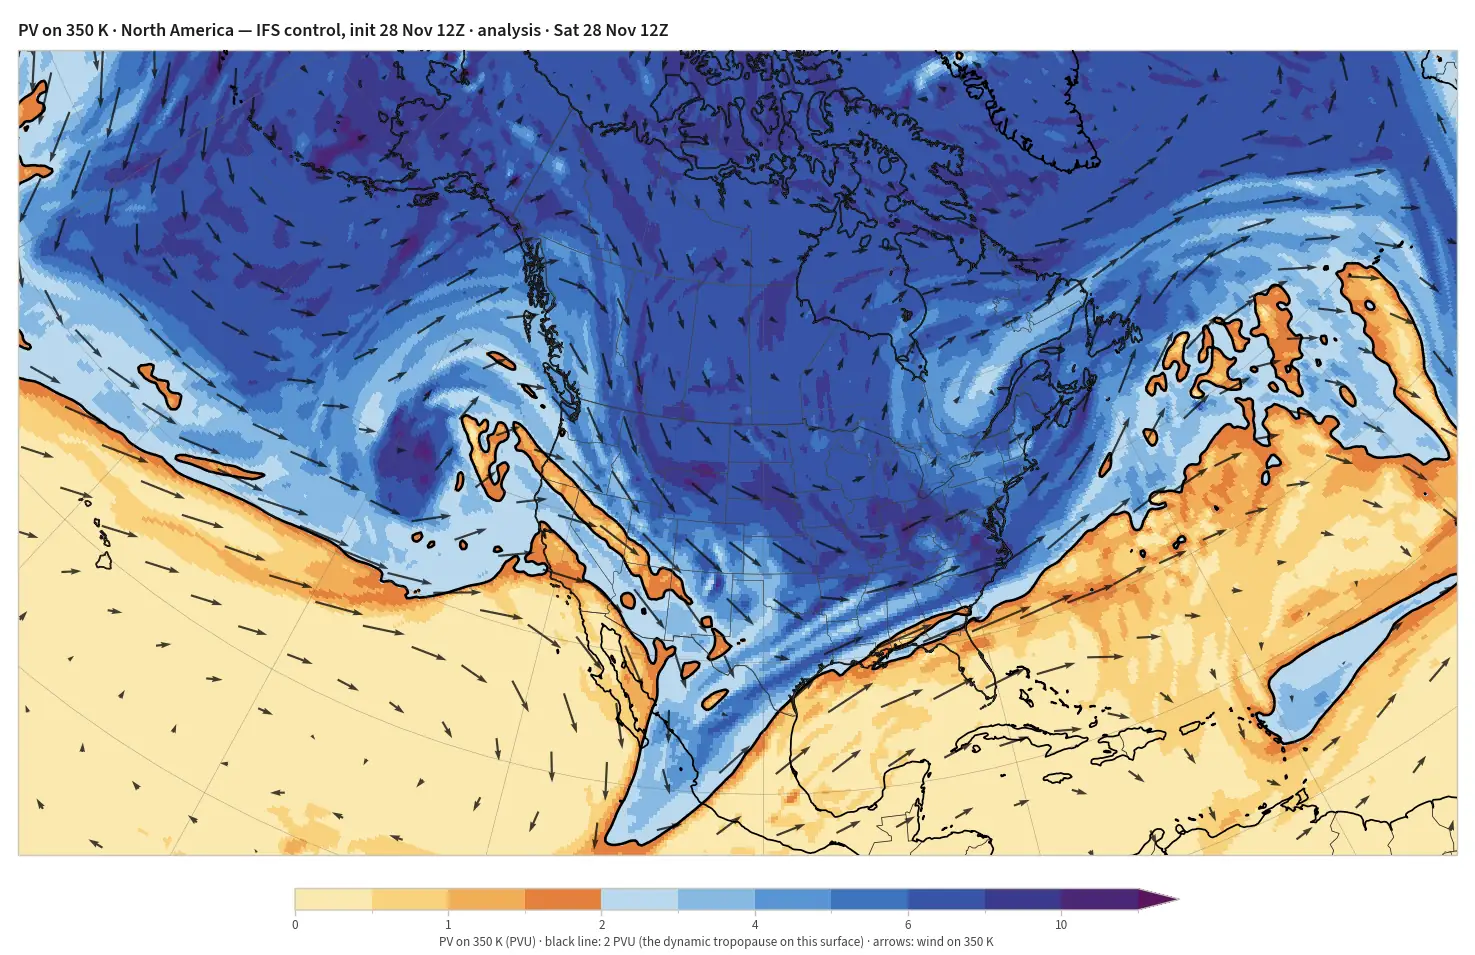 PV on 350 K · North America — IFS control, init 28 Nov 12Z · analysis · Sat 28 Nov 12Z
0 1 2 4 6 10
PV on 350 K (PVU) · black line: 2 PVU (the dynamic tropopause on this surface) · arrows: wind on 350 K